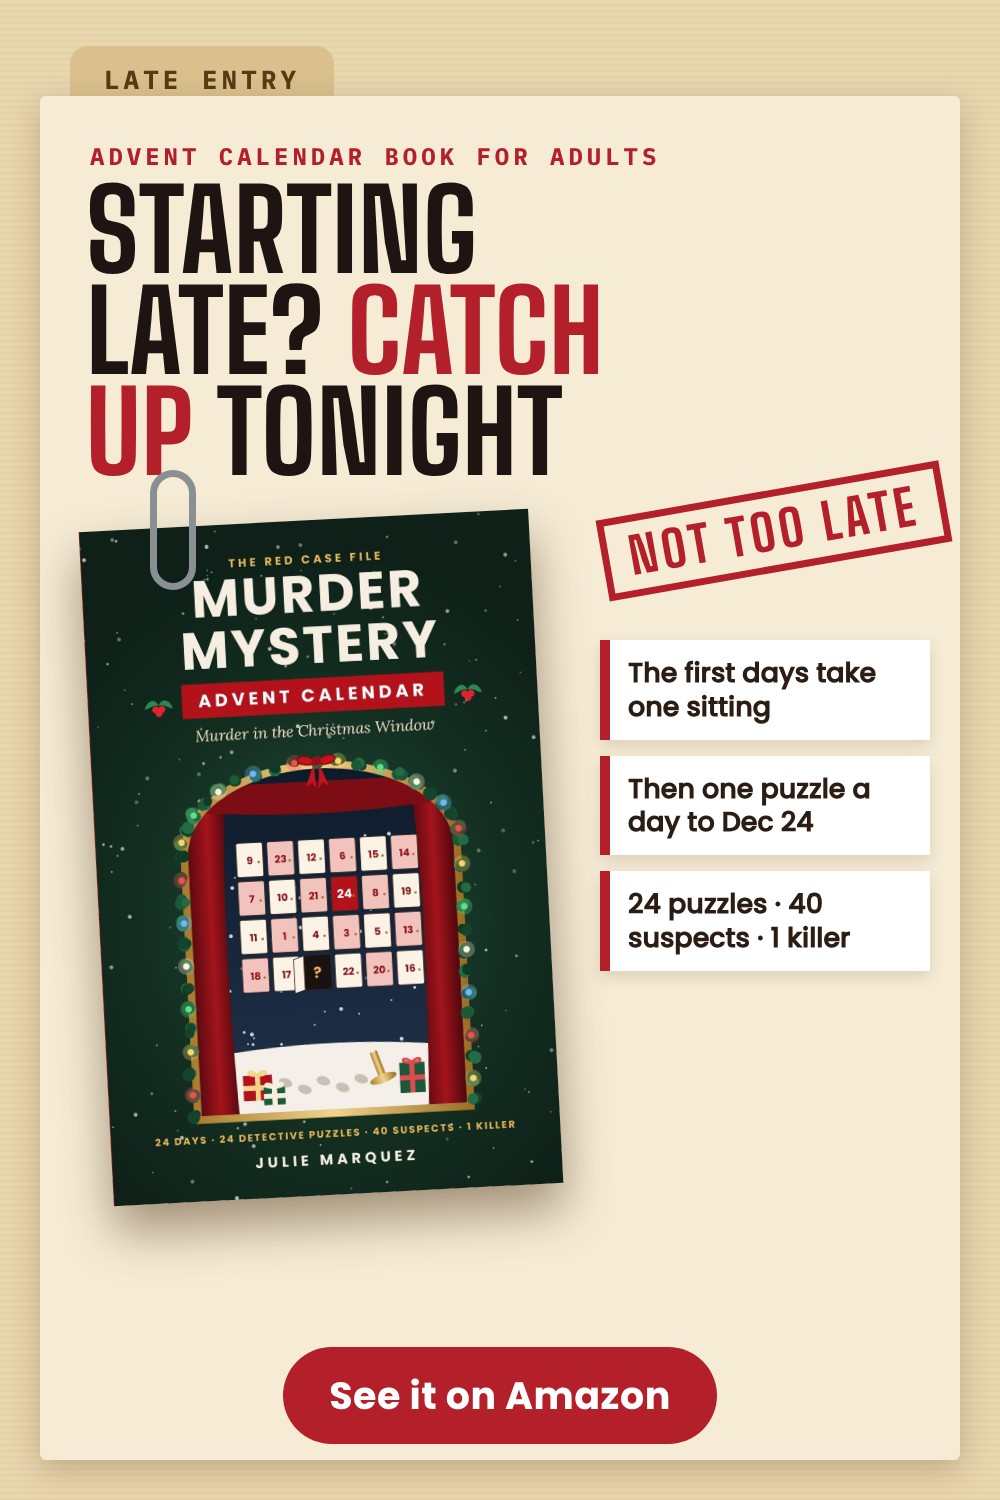 LATE ENTRY
ADVENT CALENDAR BOOK FOR ADULTS
STARTING
LATE? CATCH
UP TONIGHT
NOT TOO LATE
THE RED CASE FILE
MURDER
MYSTERY
ADVENT CALENDAR
Murder in the Christmas Window
9 23 12 6 15 14
7 10 21 24 8 19
11 1 4 3 5 13
18 17 ? 22 20 16
24 DAYS · 24 DETECTIVE PUZZLES · 40 SUSPECTS · 1 KILLER
JULIE MARQUEZ
The first days take
one sitting
Then one puzzle a
day to Dec 24
24 puzzles · 40
suspects · 1 killer
See it on Amazon